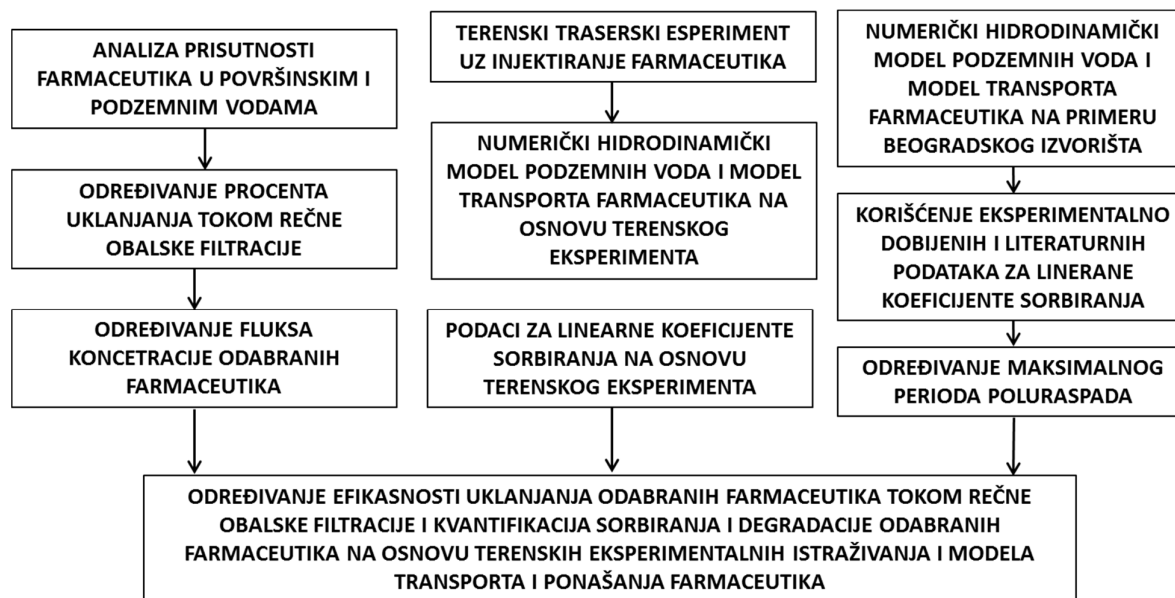 ANALIZA PRISUTNOSTI
FARMACEUTIKA U POVRŠINSKIM I
PODZEMNIM VODAMA
ODREĐIVANJE PROCENTA
UKLANJANJA TOKOM REČNE
OBALSKE FILTRACIJE
ODREĐIVANJE FLUKSA
KONCETRACIJE ODABRANIH
FARMACEUTIKA
TERENSKI TRASERSKI ESPERIMENT
UZ INJEKTIRANJE FARMACEUTIKA
NUMERIČKI HIDRODINAMIČKI
MODEL PODZEMNIH VODA I MODEL
TRANSPORTA FARMACEUTIKA NA
OSNOVU TERENSKOG
EKSPERIMENTA
PODACI ZA LINEARNE KOEFICIJENTE
SORBIRANJA NA OSNOVU
TERENSKOG EKSPERIMENTA
NUMERIČKI HIDRODINAMIČKI
MODEL PODZEMNIH VODA I
MODEL TRANSPORTA
FARMACEUTIKA NA PRIMERU
BEOGRADSKOG IZVORIŠTA
KORIŠĆENJE EKSPERIMENTALNO
DOBIJENIH I LITERATURNIH
PODATAKA ZA LINERANE
KOEFICIJENTE SORBIRANJA
ODREĐIVANJE MAKSIMALNOG
PERIODA POLURASPADA
ODREĐIVANJE EFIKASNOSTI UKLANJANJA ODABRANIH FARMACEUTIKA TOKOM REČNE
OBALSKE FILTRACIJE I KVANTIFIKACIJA SORBIRANJA I DEGRADACIJE ODABRANIH
FARMACEUTIKA NA OSNOVU TERENSKIH EKSPERIMENTALNIH ISTRAŽIVANJA I MODELA
TRANSPORTA I PONAŠANJA FARMACEUTIKA